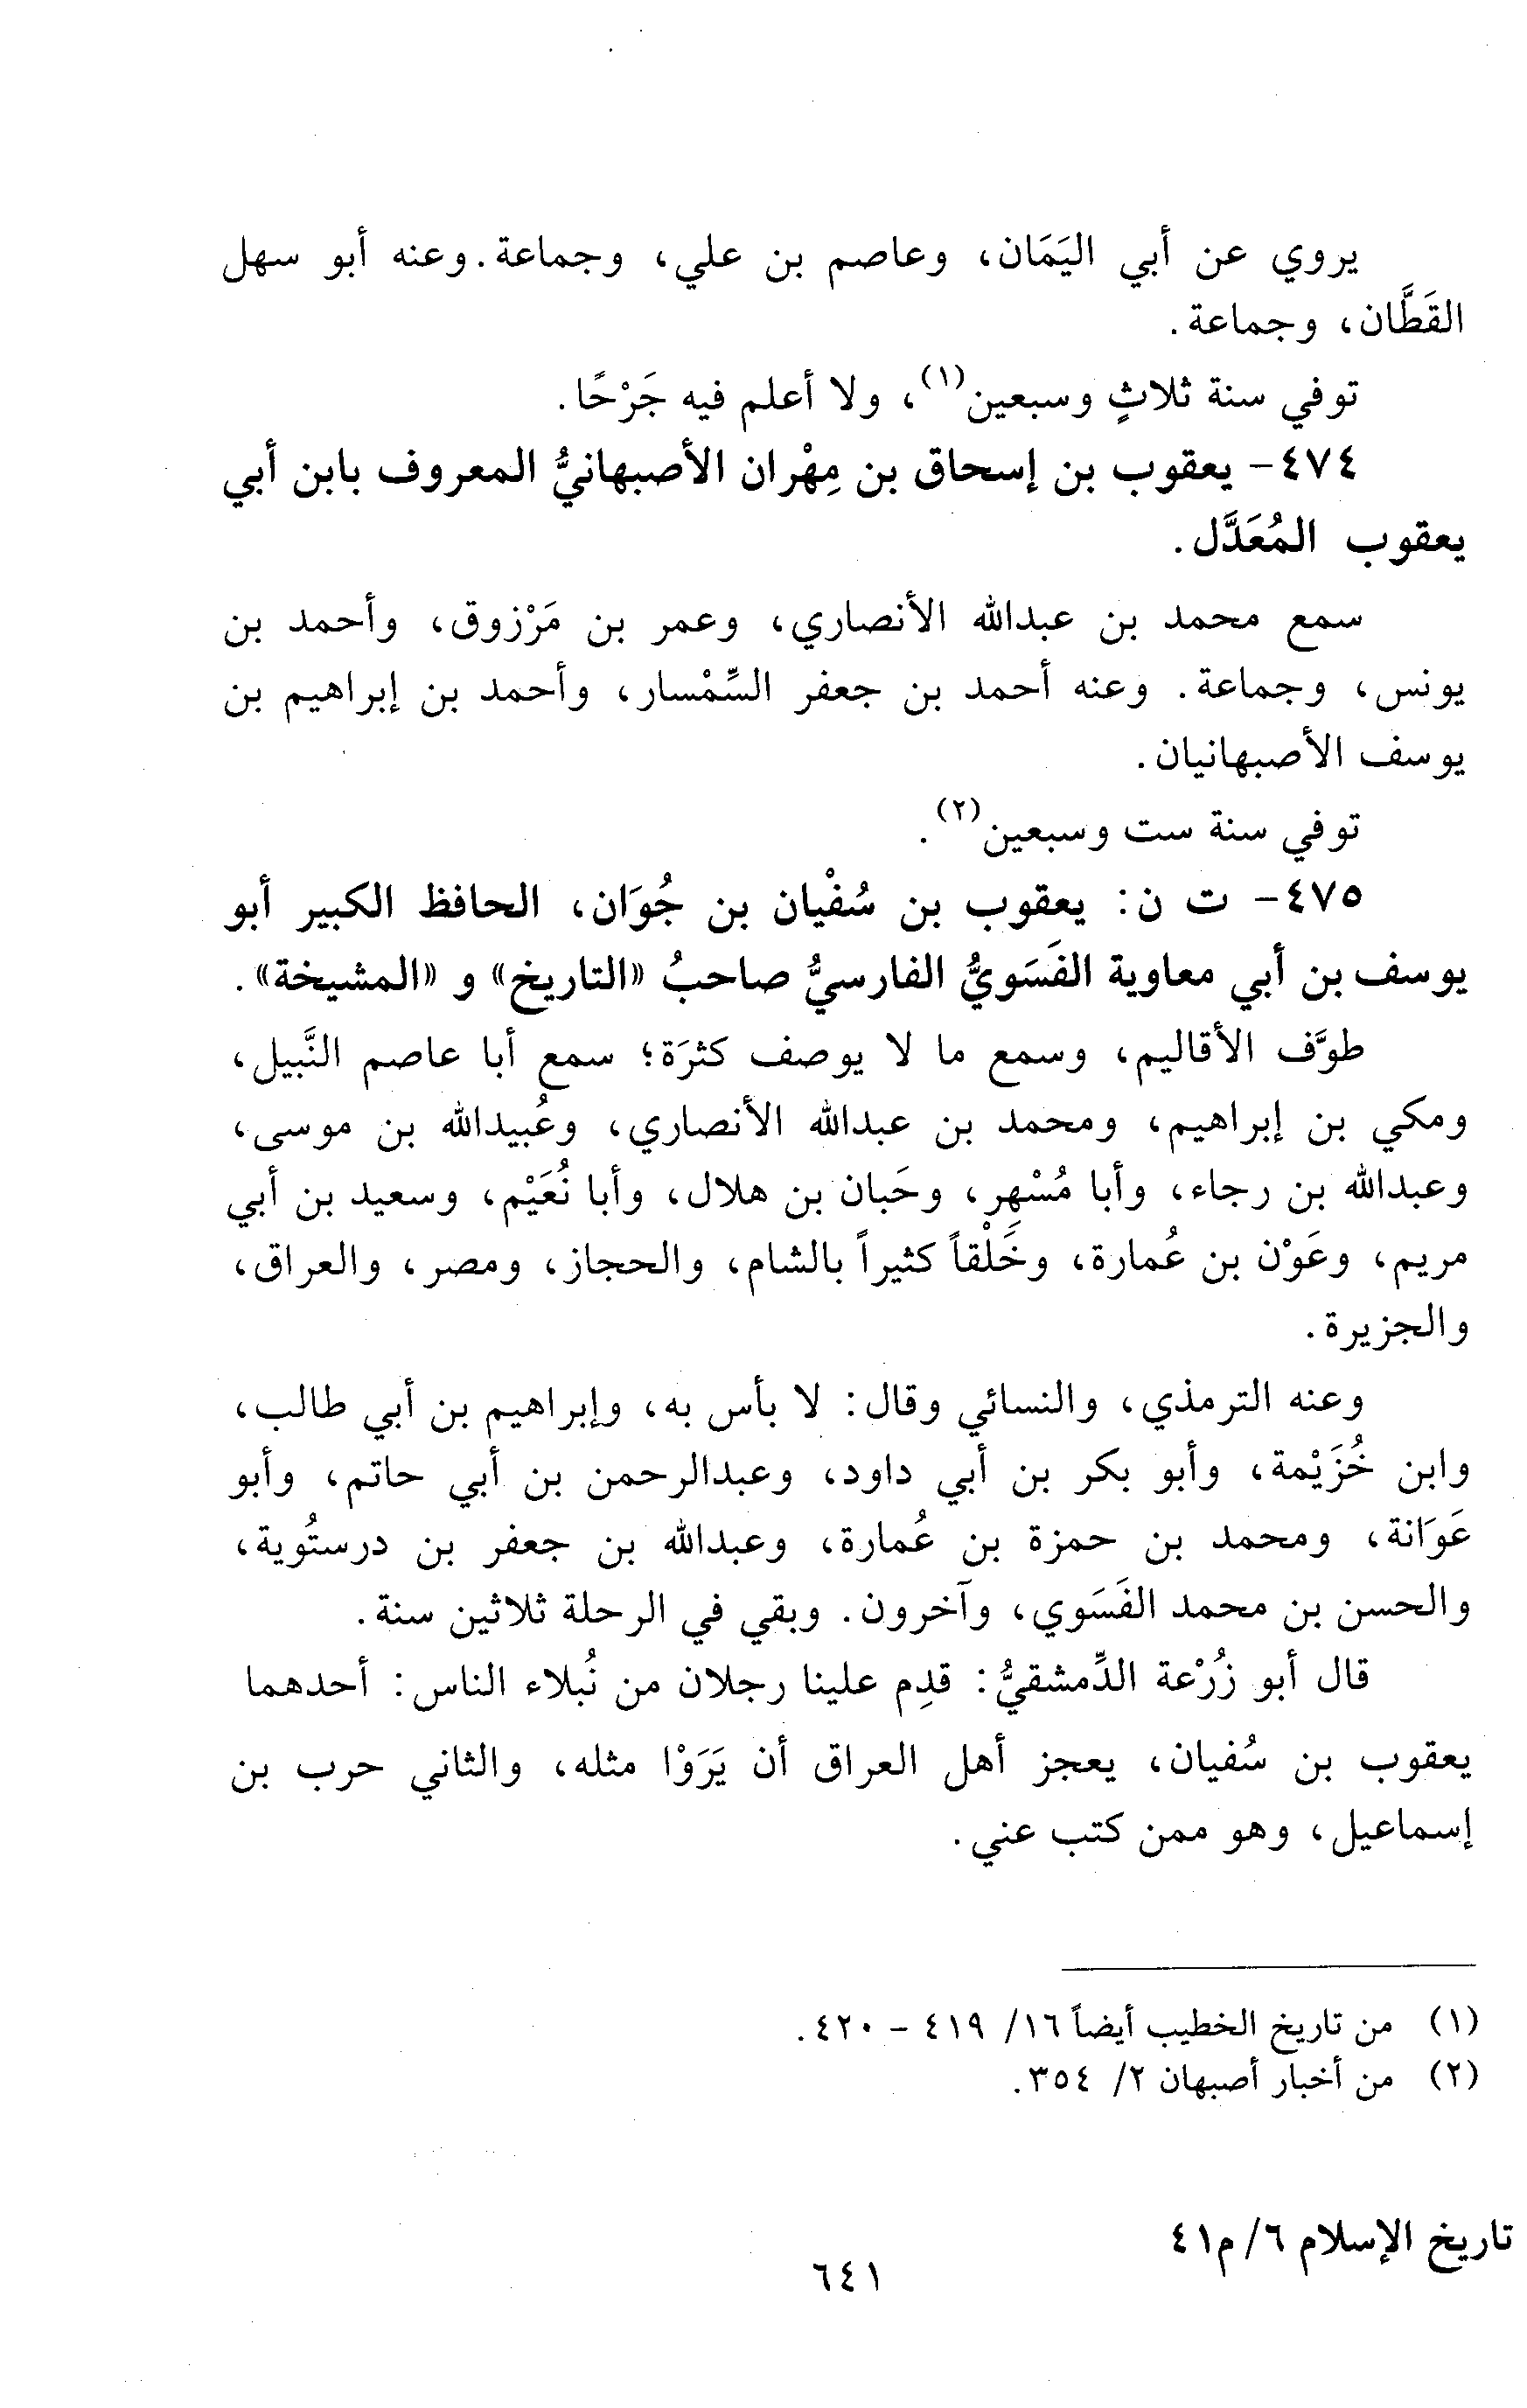 يروي عن أبي اليَمَان، وعاصم بن علي، وجماعة. وعنه أبو سهل
القَطَّان، وجماعة.
توفي سنة ثلاثٍ وسبعين(١)، ولا أعلم فيه جَرْحًا.
٤٧٤- يعقوب بن إسحاق بن مِهْران الأصبهانيُّ المعروف بابن أبي
يعقوب المُعَدَّل.
سمع محمد بن عبدالله الأنصاري، وعمر بن مَرْزوق، وأحمد بن
يونس، وجماعة. وعنه أحمد بن جعفر السِّمْسار، وأحمد بن إبراهيم بن
يوسف الأصبهانيان.
توفي سنة ست وسبعين(٢).
٤٧٥- ت ن: يعقوب بن سُفْيان بن جُوَان، الحافظ الكبير أبو
يوسف بن أبي معاوية الفَسَويُّ الفارسيُّ صاحبُ «التاريخ» و «المشيخة».
طوَّف الأقاليم، وسمع ما لا يوصف كثرَة؛ سمع أبا عاصم النَّبيل،
ومكي بن إبراهيم، ومحمد بن عبدالله الأنصاري، وعُبيدالله بن موسى،
وعبدالله بن رجاء، وأبا مُسْهِر، وحَبان بن هلال، وأبا نُعَيْم، وسعيد بن أبي
مريم، وعَوْن بن عُمارة، وخَلْقاً كثيراً بالشام، والحجاز، ومصر، والعراق،
والجزيرة.
وعنه الترمذي، والنسائي وقال: لا بأس به، وإبراهيم بن أبي طالب،
وابن خُزَيْمة، وأبو بكر بن أبي داود، وعبدالرحمن بن أبي حاتم، وأبو
عَوَانة، ومحمد بن حمزة بن عُمارة، وعبدالله بن جعفر بن درستُوية،
والحسن بن محمد الفَسَوي، وآخرون. وبقي في الرحلة ثلاثين سنة.
قال أبو زُرْعة الدِّمشقيُّ: قدِم علينا رجلان من نُبلاء الناس: أحدهما
يعقوب بن سُفيان، يعجز أهل العراق أن يَرَوْا مثله، والثاني حرب بن
إسماعيل، وهو ممن كتب عني.
(١) من تاريخ الخطيب أيضاً ١٦/ ٤١٩ - ٤٢٠.
(٢) من أخبار أصبهان ٢/ ٣٥٤.
تاريخ الإسلام ٦/ م٤١
٦٤١